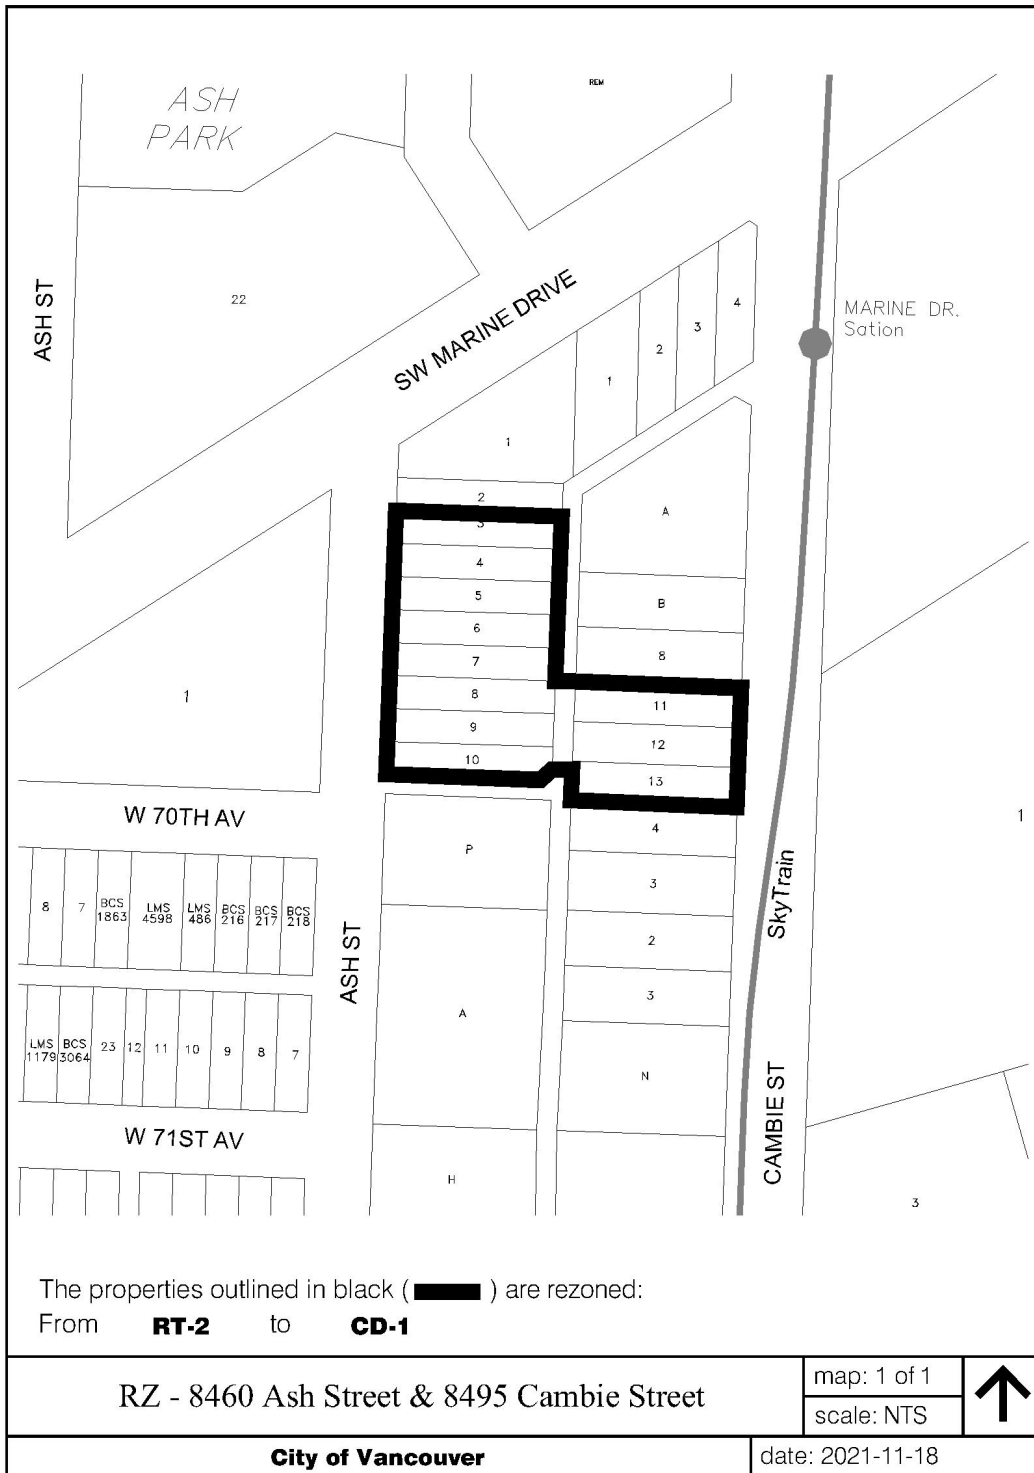 ASH
PARK
REM
ASH ST
22
SW MARINE DRIVE
MARINE DR.
Sation
1
2
3
4
1
2
A
3
4
5
6
7
8
9
10
B
8
11
12
13
1
W 70TH AV
P
4
3
2
3
1
8
7
BCS
1863
LMS
4598
LMS
486
BCS
216
BCS
217
BCS
218
ASH ST
SkyTrain
A
N
LMS
1179
BCS
3064
23
12
11
10
9
8
7
W 71ST AV
CAMBIE ST
H
3
The properties outlined in black ( ) are rezoned:
From RT-2 to CD-1
RZ - 8460 Ash Street & 8495 Cambie Street
map: 1 of 1
scale: NTS
City of Vancouver
date: 2021-11-18